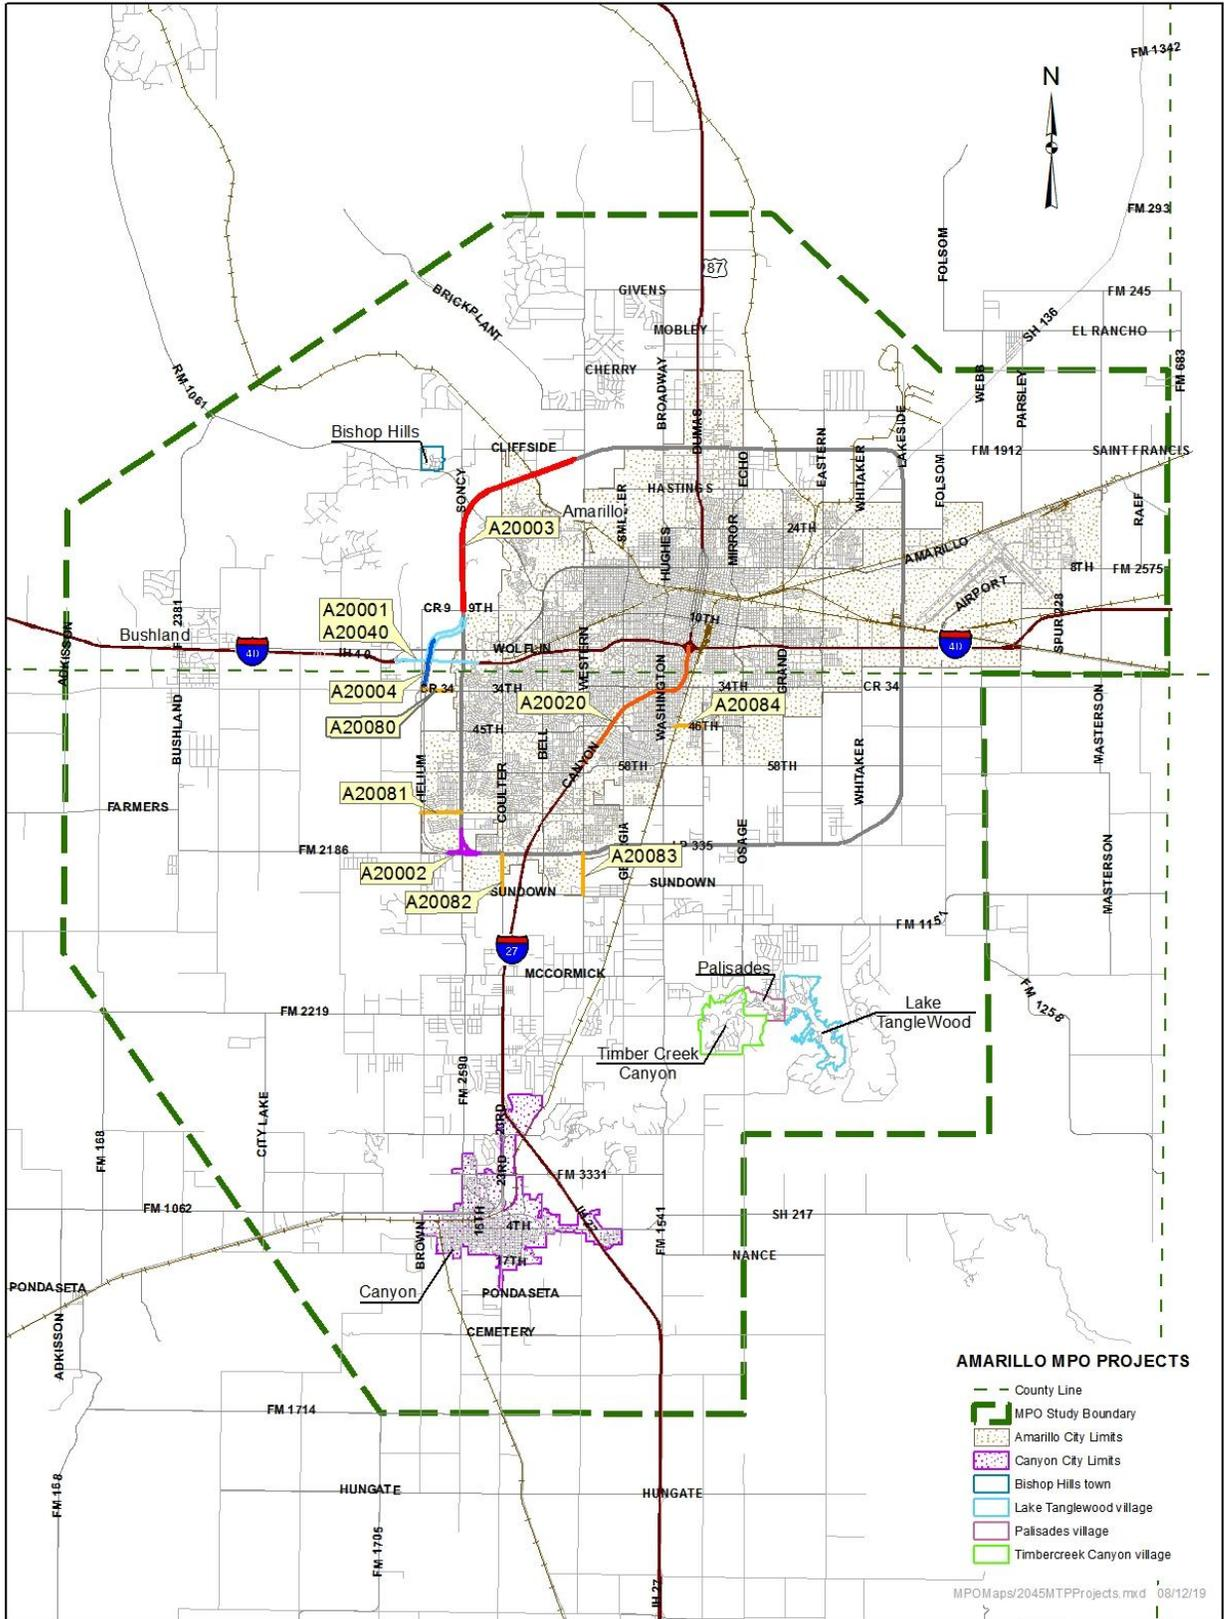 FM 1342
N
FM 293
FOLSOM
87
GIVENS
FM 245
BRICKPLANT
SH 136
MOBLEY
EL RANCHO
CHERRY
RM 1061
BROADWAY
WEBB
PARSLEY
FM 683
Bishop Hills
CLIFFSIDE
DUMAS
ECHO
EASTERN
WHITAKER
LAKESIDE
FOLSOM
FM 1912
SAINT FRANCIS
SONCY
HASTINGS
Amarillo
RAEF
A20003
24TH
HUGHES
MIRROR
AMARILLO
8TH
FM 2575
AIRPORT
A20001
A20040
CR 9
9TH
10TH
SPUR 228
2381
Bushland
ADKISSON
40
IH 40
WOLFLIN
WESTERN
40
WASHINGTON
GRAND
A20004
CR 34
34TH
34TH
CR 34
A20020
A20084
A20080
BUSHLAND
45TH
46TH
MASTERSON
BELL
CANYON
58TH
58TH
HELIUM
COULTER
WHITAKER
A20081
FARMERS
OSAGE
FM 2186
335
A20083
A20002
MASTERSON
A20082
SUNDOWN
SUNDOWN
FM 1151
27
MCCORMICK
Palisades
FM 1258
FM 2219
Lake
TangleWood
Timber Creek
Canyon
FM 2590
CITY LAKE
23RD
FM 168
23RD
FM 3331
FM 1062
15TH
4TH
IH 27
FM 1541
SH 217
BROWN
NANCE
17TH
PONDASETA
Canyon
PONDASETA
ADKISSON
CEMETERY
AMARILLO MPO PROJECTS
County Line
MPO Study Boundary
FM 1714
Amarillo City Limits
Canyon City Limits
FM 168
HUNGATE
HUNGATE
Bishop Hills town
Lake Tanglewood village
Palisades village
FM 1705
Timbercreek Canyon village
IH 27
MPOMaps/2045MTPProjects.mxd 08/12/19